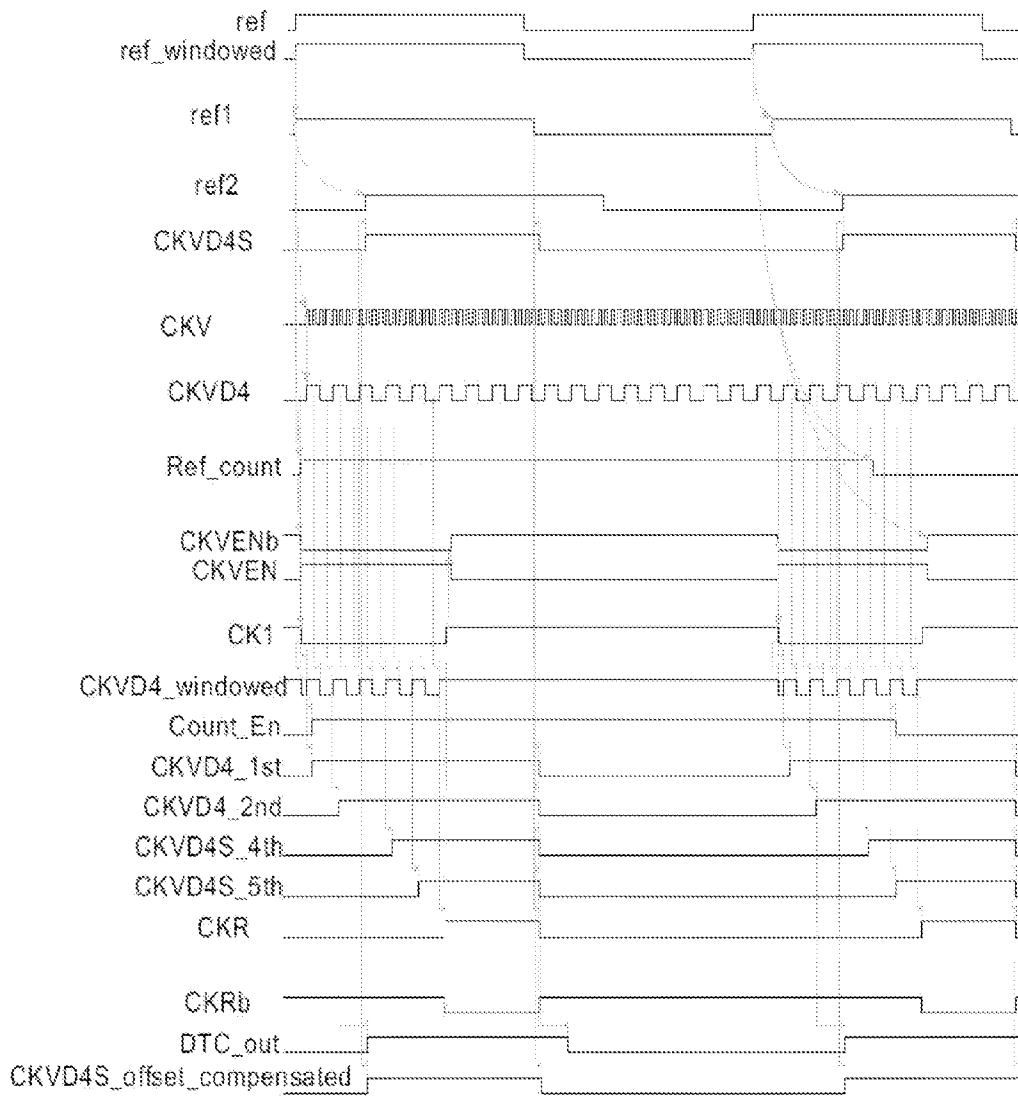 ref
ref_windowed
ref1
ref2
CKVD4S
CKV
CKVD4
Ref_count
CKVENb
CKVEN
CK1
CKVD4_windowed
Count_En
CKVD4_1st
CKVD4_2nd
CKVD4S_4th
CKVD4S_5th
CKR
CKRb
DTC_out
CKVD4S_offset_compensated